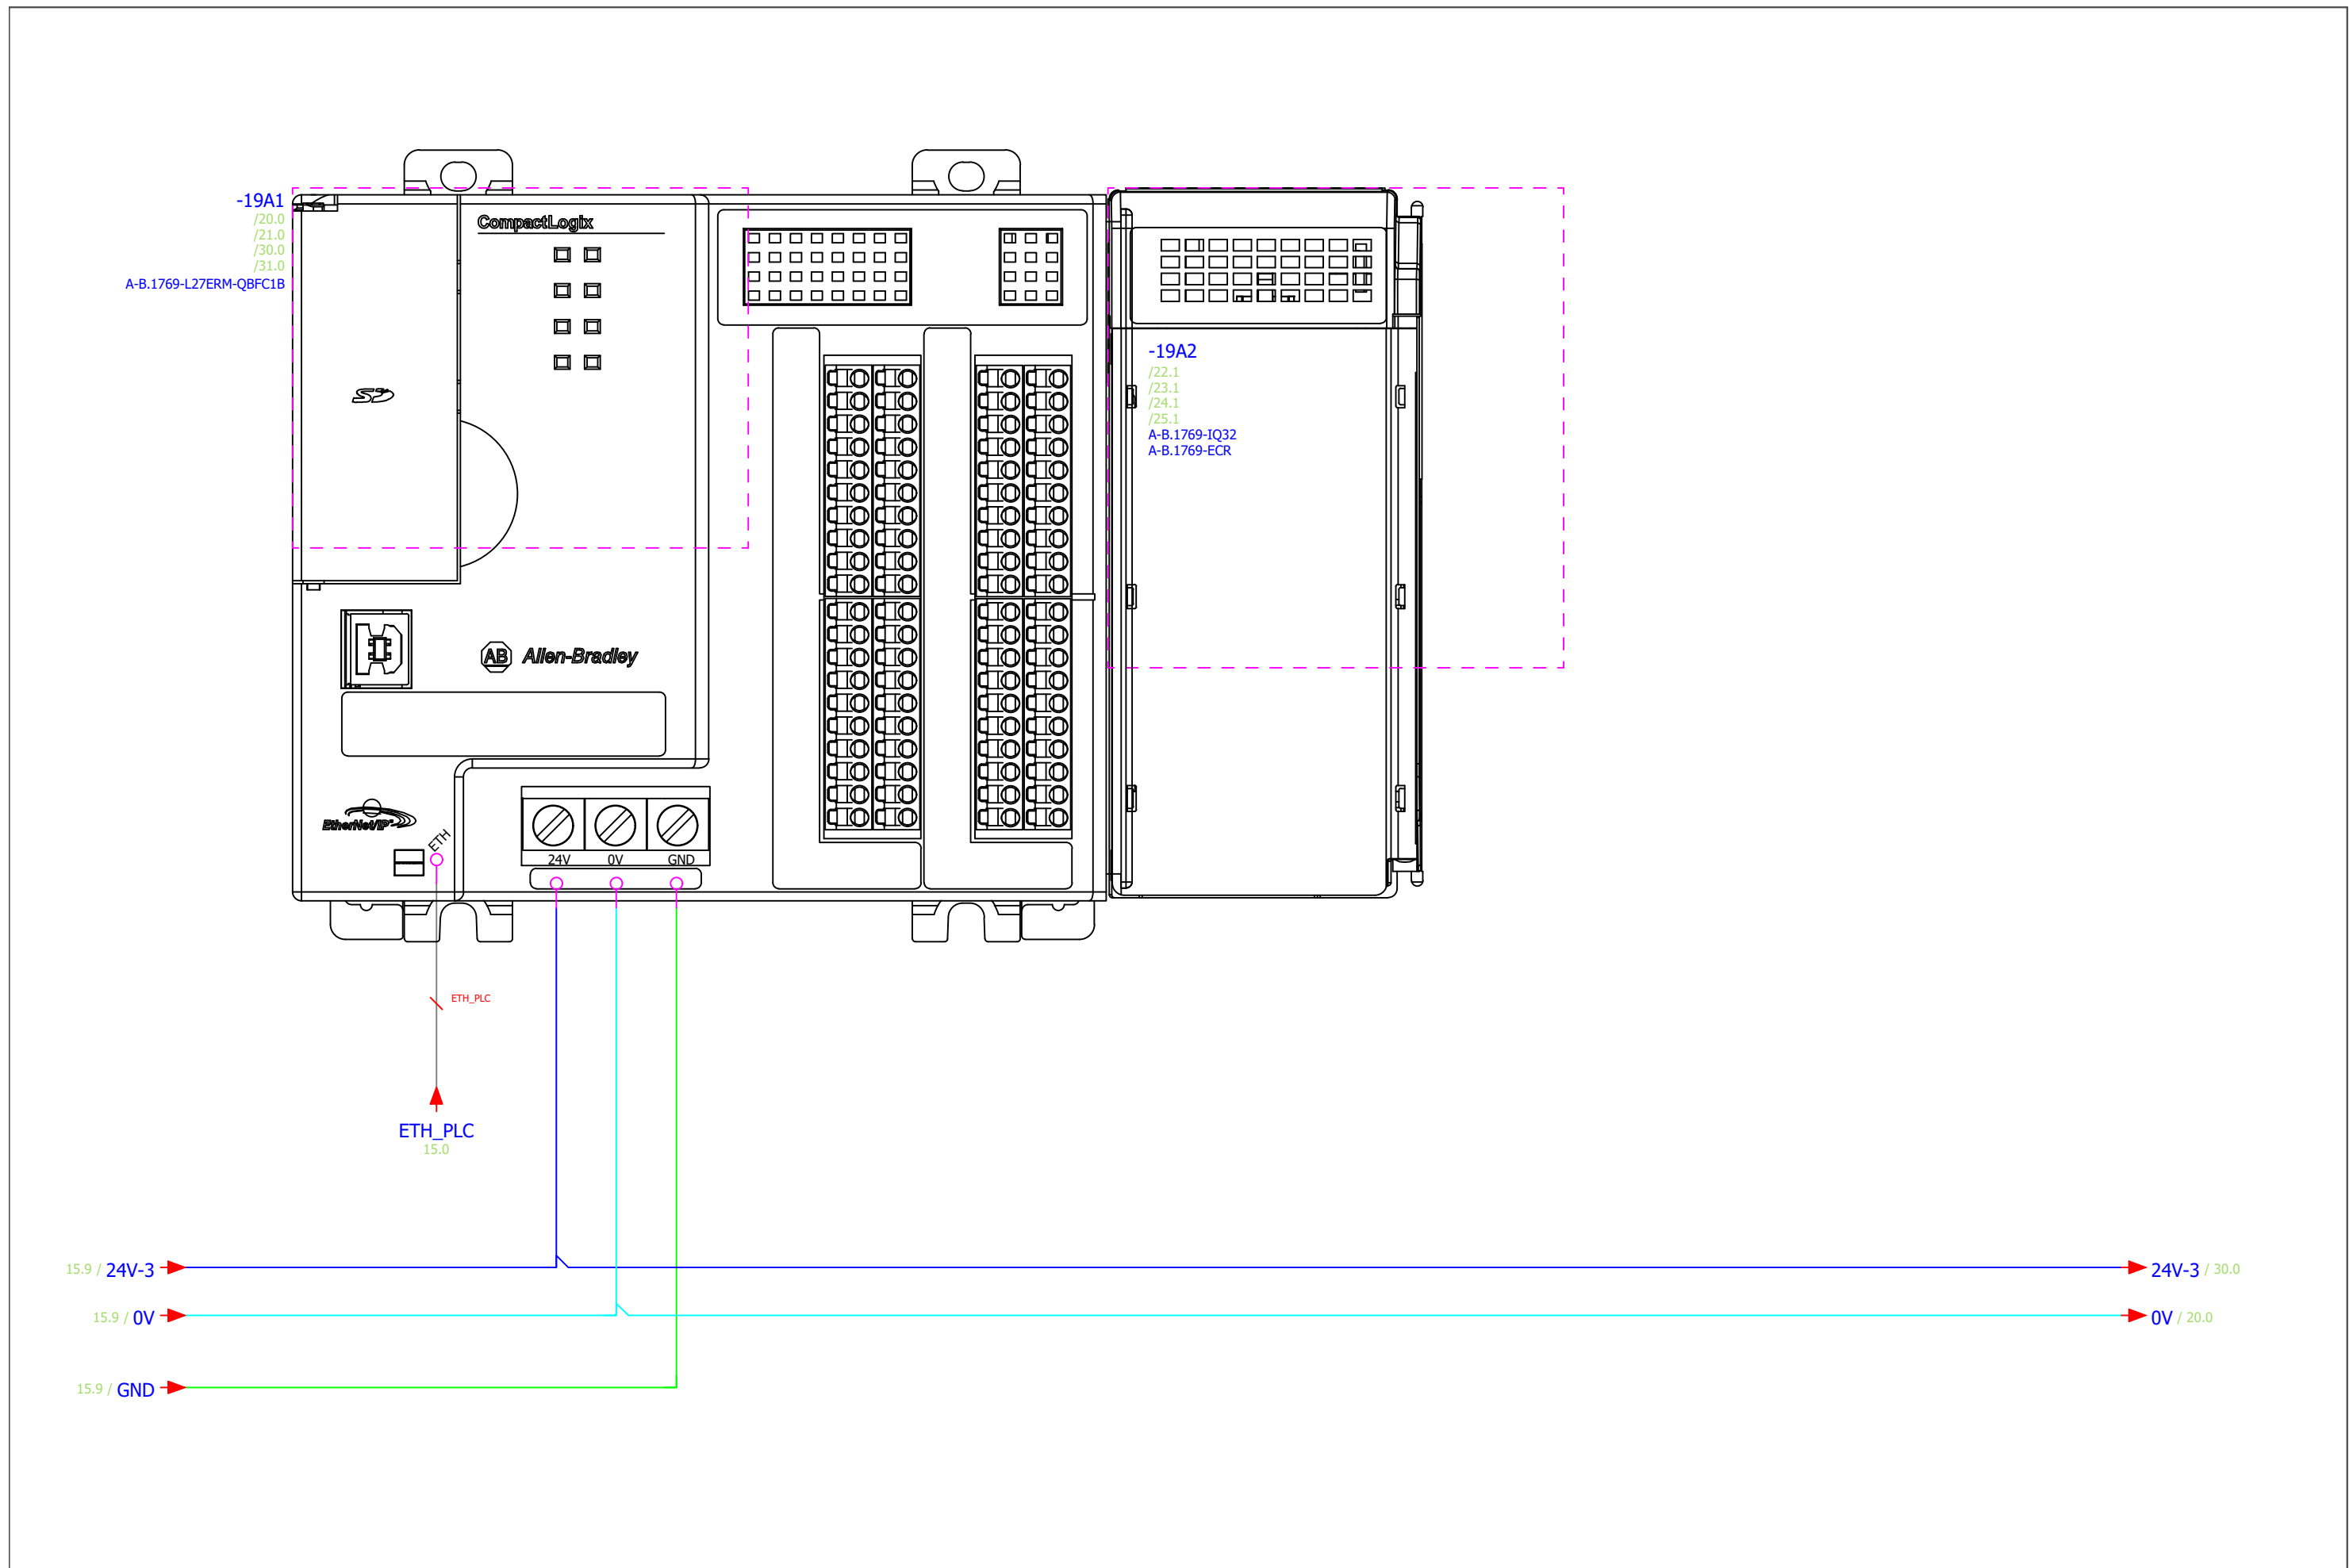 -19A1
/20.0
/21.0
/30.0
/31.0
A-B.1769-L27ERM-QBFC1B
CompactLogix
SD
-19A2
/22.1
/23.1
/24.1
/25.1
A-B.1769-IQ32
A-B.1769-ECR
AB Allen-Bradley
EtherNet/IP
ETH
24V 0V GND
ETH_PLC
ETH_PLC
15.0
15.9 / 24V-3
24V-3 / 30.0
15.9 / 0V
0V / 20.0
15.9 / GND